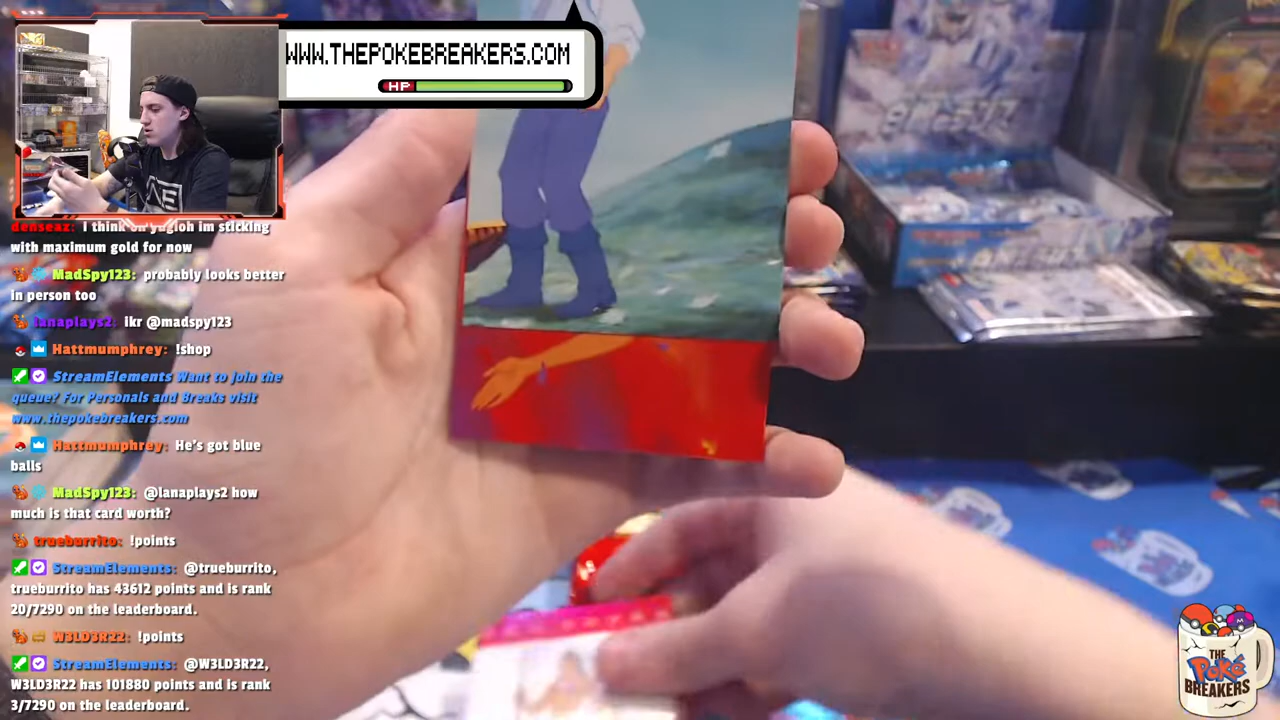 WWW.THEPOKEBREAKERS.COM
HP
denseaz: I think on yugioh im sticking
with maximum gold for now
MadSpy123: probably looks better
in person too
lanaplays2: ikr @madspy123
Hattmumphrey: !shop
StreamElements Want to join the
queue? For Personals and Breaks visit
www.thepokebreakers.com
Hattmumphrey: He's got blue
balls
MadSpy123: @lanaplays2 how
much is that card worth?
trueburrito: !points
StreamElements: @trueburrito,
trueburrito has 43612 points and is rank
20/7290 on the leaderboard.
W3LD3R22: !points
StreamElements: @W3LD3R22,
W3LD3R22 has 101880 points and is rank
3/7290 on the leaderboard.
THE
Poké
BREAKERS